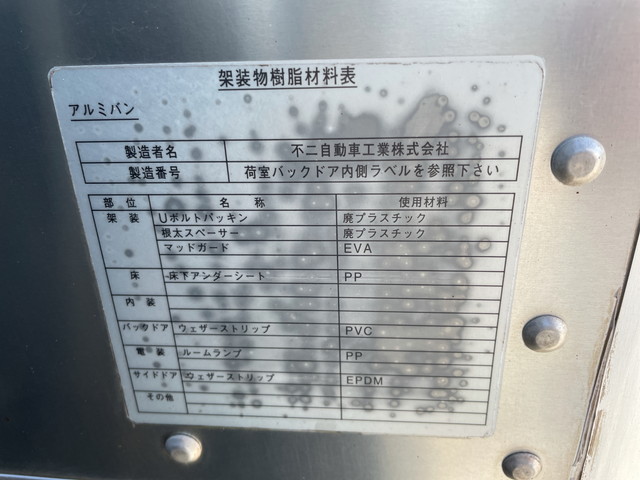 架装物樹脂材料表
アルミバン
製造者名 不二自動車工業株式会社
製造番号 荷室バックドア内側ラベルを参照下さい
部位 名称 使用材料
架装 Uボルトパッキン 廃プラスチック
根太スペーサー 廃プラスチック
マッドガード EVA
床 床下アンダーシート PP
内装
バックドア ウェザーストリップ PVC
電装 ルームランプ PP
サイドドア ウェザーストリップ EPDM
その他